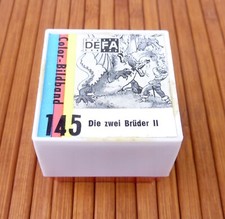 Color-Bildband
DEFA
145 Die zwei Brüder II